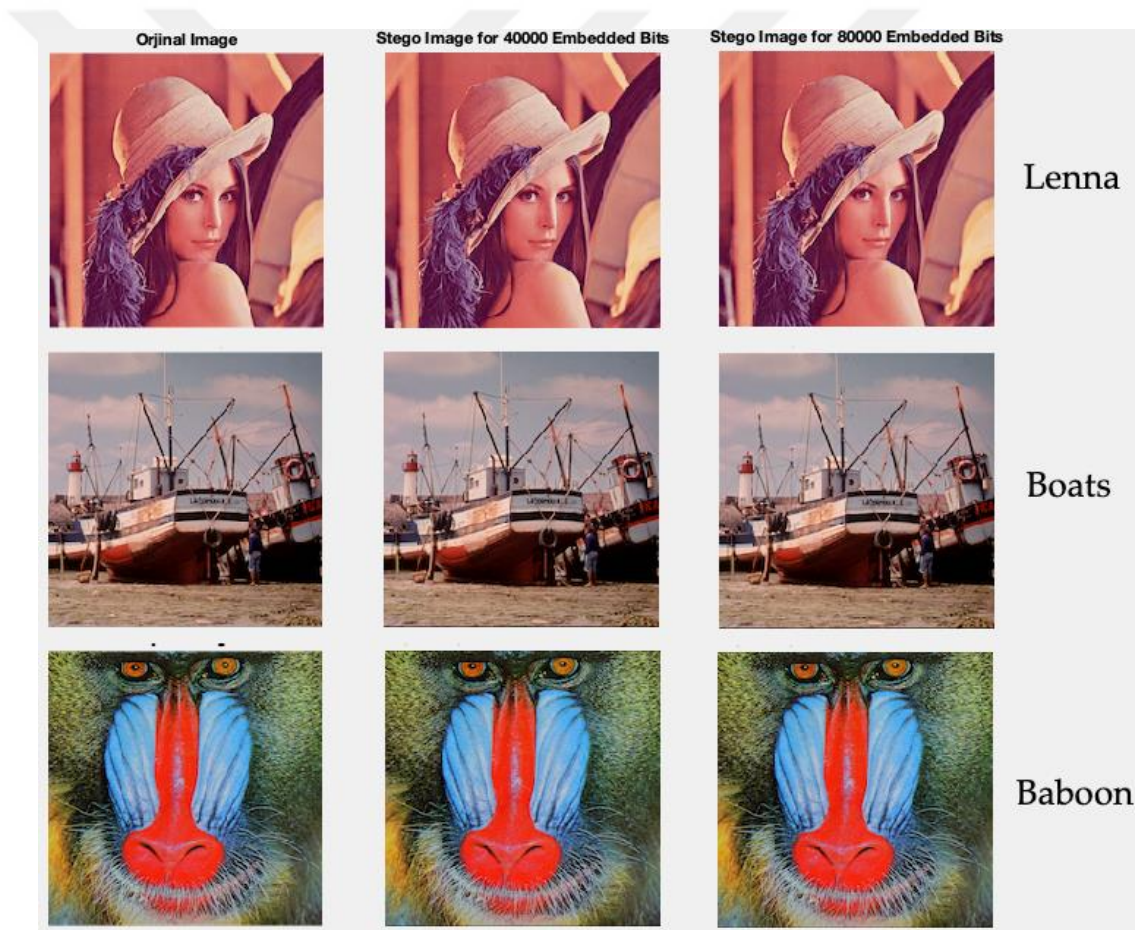 Orjinal Image
Stego Image for 40000 Embedded Bits
Stego Image for 80000 Embedded Bits
Lenna
Boats
Baboon